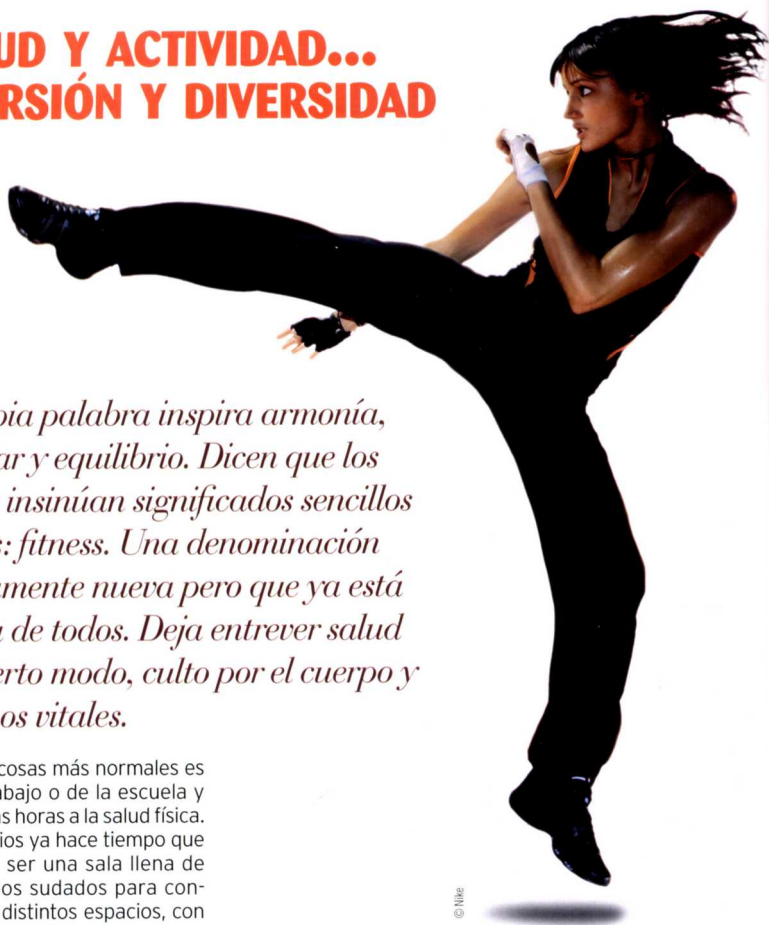 UD Y ACTIVIDAD...
RSIÓN Y DIVERSIDAD
pia palabra inspira armonía,
ar y equilibrio. Dicen que los
insinúan significados sencillos
s: fitness. Una denominación
amente nueva pero que ya está
a de todos. Deja entrever salud
erto modo, culto por el cuerpo y
os vitales.
cosas más normales es
abajo o de la escuela y
as horas a la salud física.
ios ya hace tiempo que
ser una sala llena de
os sudados para con-
distintos espacios, con
© Nike